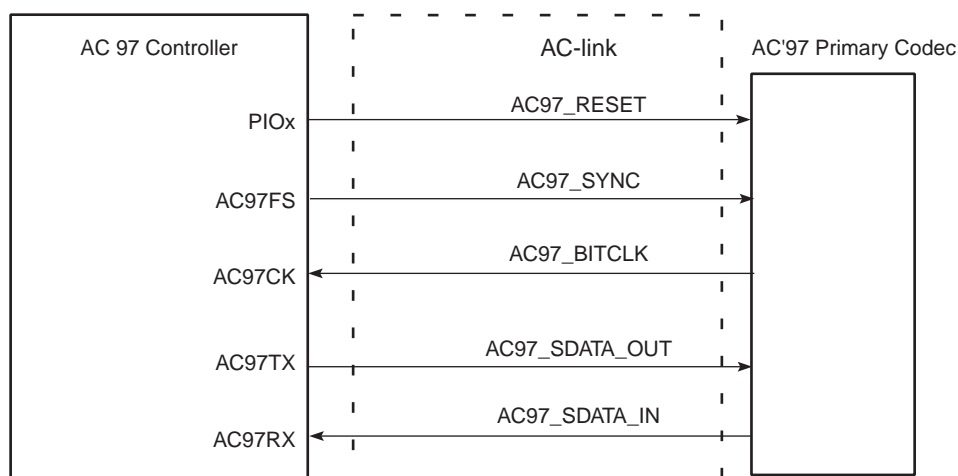 AC 97 Controller
AC-link
AC'97 Primary Codec
PIOx
AC97_RESET
AC97FS
AC97_SYNC
AC97CK
AC97_BITCLK
AC97TX
AC97_SDATA_OUT
AC97RX
AC97_SDATA_IN